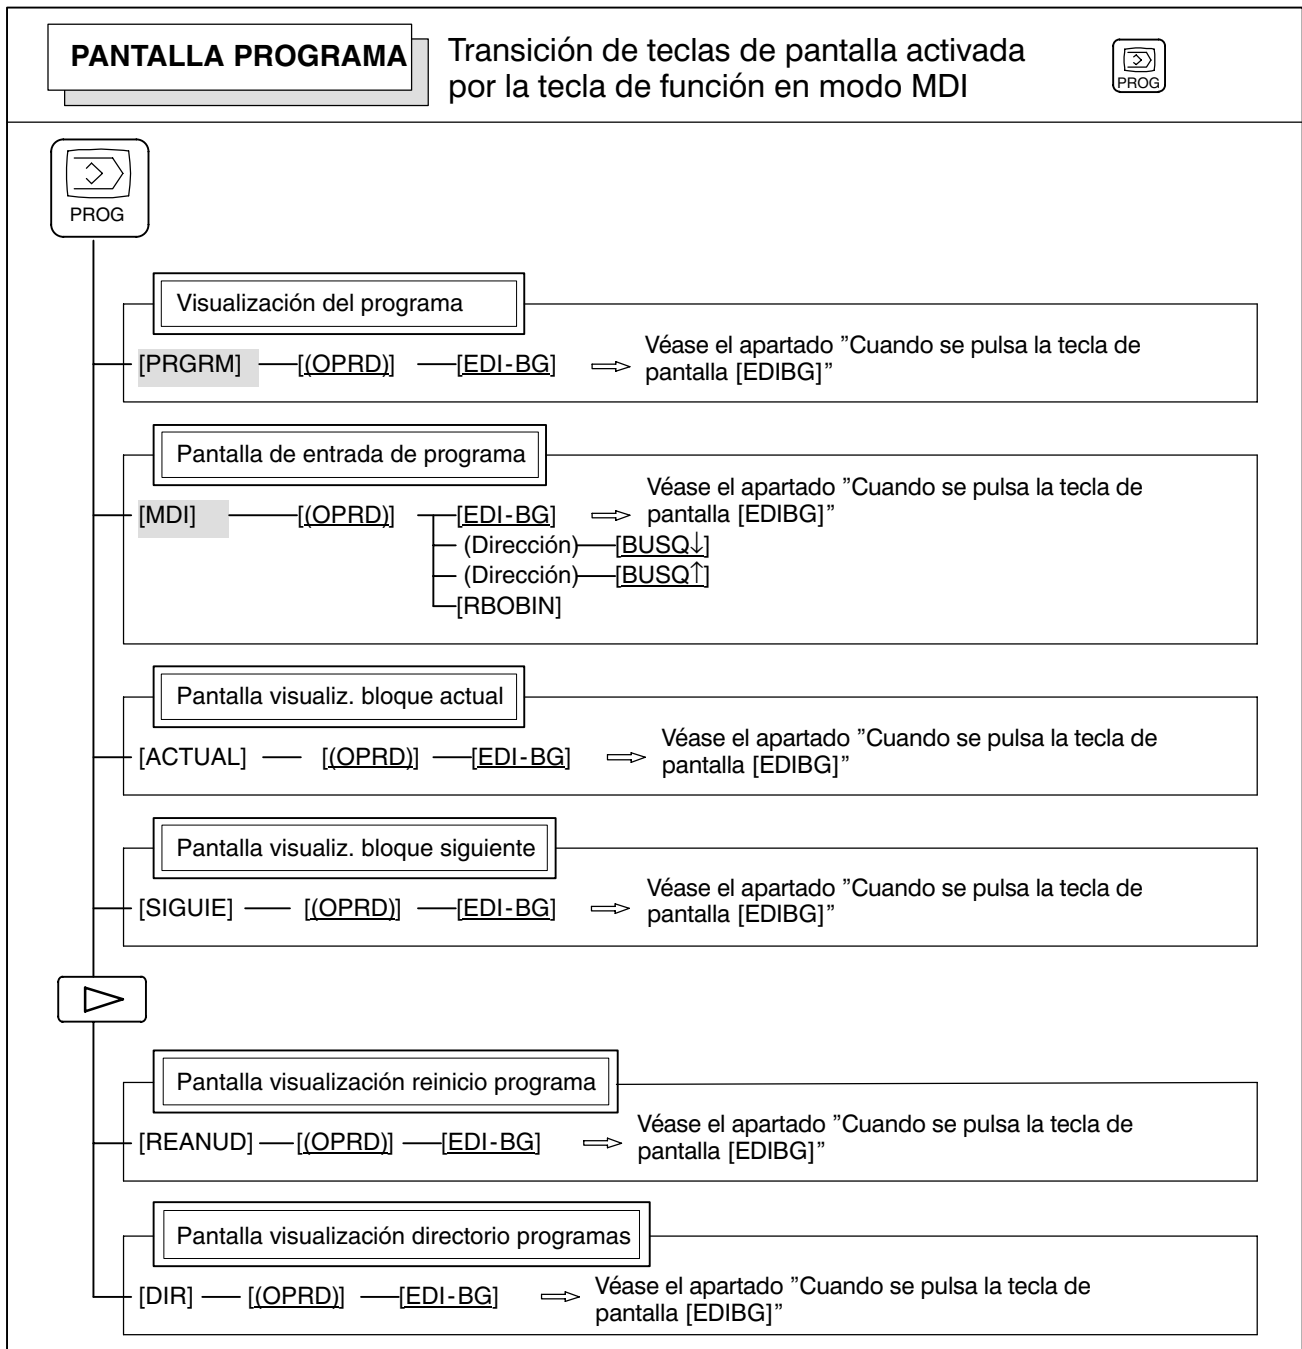 PANTALLA PROGRAMA
Transición de teclas de pantalla activada
por la tecla de función en modo MDI
PROG
PROG
Visualización del programa
[PRGRM] [(OPRD)] [EDI-BG] ⇒ Véase el apartado ”Cuando se pulsa la tecla de
pantalla [EDIBG]”
Pantalla de entrada de programa
[MDI] [(OPRD)] [EDI-BG] ⇒ Véase el apartado ”Cuando se pulsa la tecla de
pantalla [EDIBG]”
(Dirección) [BUSQ↓]
(Dirección) [BUSQ↑]
[RBOBIN]
Pantalla visualiz. bloque actual
[ACTUAL] [(OPRD)] [EDI-BG] ⇒ Véase el apartado ”Cuando se pulsa la tecla de
pantalla [EDIBG]”
Pantalla visualiz. bloque siguiente
[SIGUIE] [(OPRD)] [EDI-BG] ⇒ Véase el apartado ”Cuando se pulsa la tecla de
pantalla [EDIBG]”
Pantalla visualización reinicio programa
[REANUD] [(OPRD)] [EDI-BG] ⇒ Véase el apartado ”Cuando se pulsa la tecla de
pantalla [EDIBG]”
Pantalla visualización directorio programas
[DIR] [(OPRD)] [EDI-BG] ⇒ Véase el apartado ”Cuando se pulsa la tecla de
pantalla [EDIBG]”